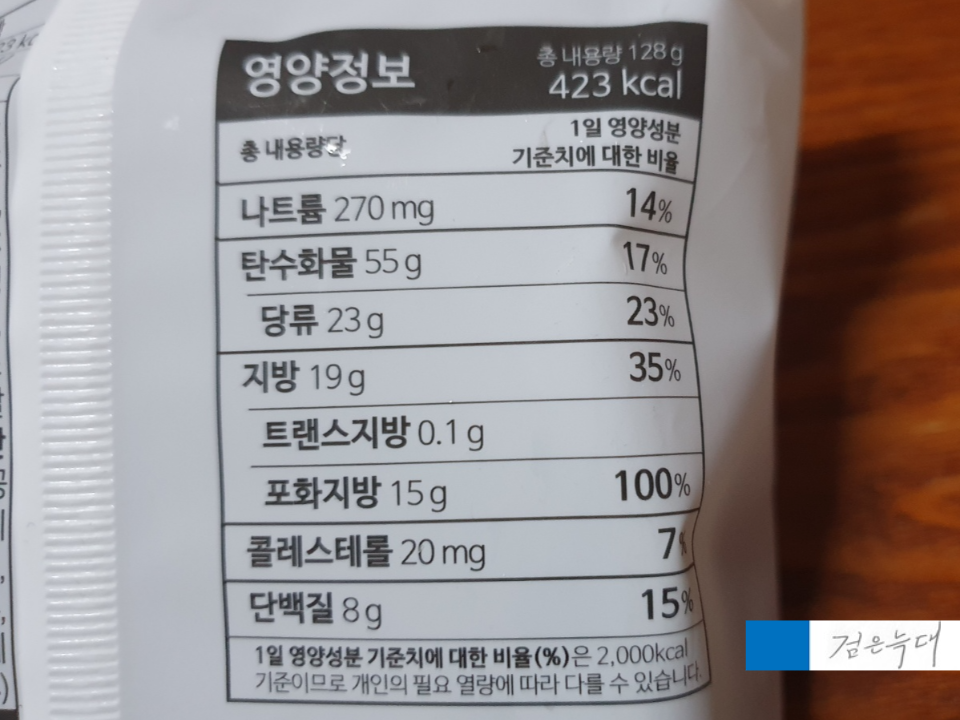 영양정보
총 내용량 128 g
423 kcal
총 내용량당
1일 영양성분
기준치에 대한 비율
나트륨 270 mg 14%
탄수화물 55 g 17%
당류 23 g 23%
지방 19 g 35%
트랜스지방 0.1 g
포화지방 15 g 100%
콜레스테롤 20 mg 7%
단백질 8 g 15%
1일 영양성분 기준치에 대한 비율(%)은 2,000kcal
기준이므로 개인의 필요 열량에 따라 다를 수 있습니다.
검은늑대